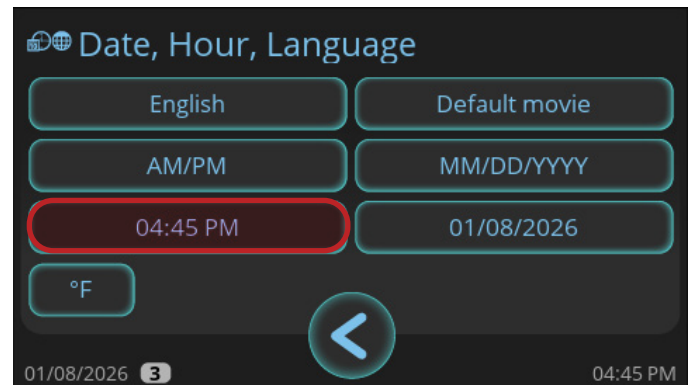 Date, Hour, Language
English
Default movie
AM/PM
MM/DD/YYYY
04:45 PM
01/08/2026
°F
01/08/2026 3
04:45 PM